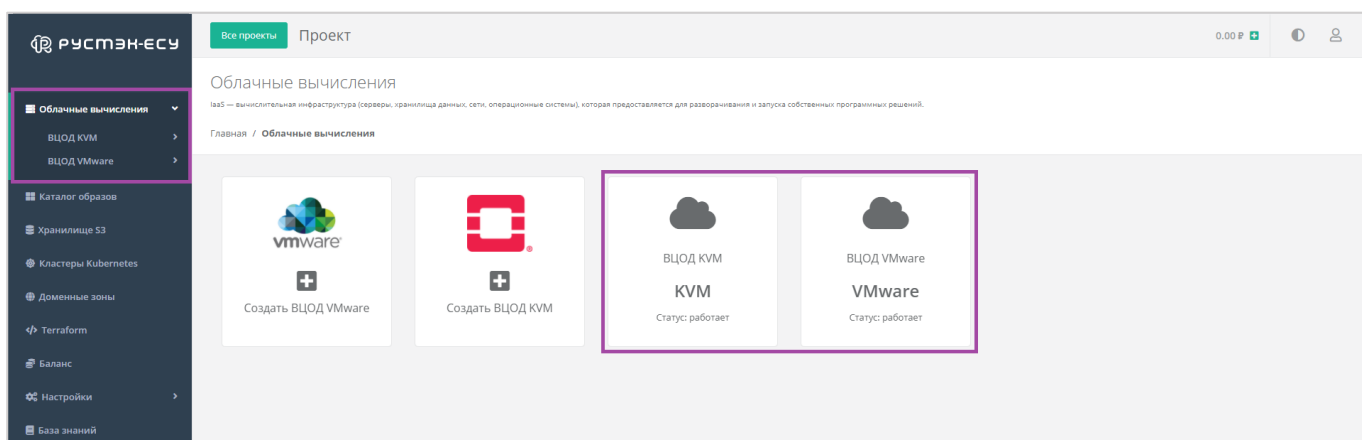 РУСТЭК-ЕСУ
Все проекты
Проект
0.00 ₽
Облачные вычисления
ВЦОД KVM
ВЦОД VMware
Каталог образов
Хранилище S3
Кластеры Kubernetes
Доменные зоны
Terraform
Баланс
Настройки
База знаний
Облачные вычисления
IaaS — вычислительная инфраструктура (серверы, хранилища данных, сети, операционные системы), которая предоставляется для разворачивания и запуска собственных программных решений.
Главная / Облачные вычисления
vmware
Создать ВЦОД VMware
Создать ВЦОД KVM
ВЦОД KVM
KVM
Статус: работает
ВЦОД VMware
VMware
Статус: работает